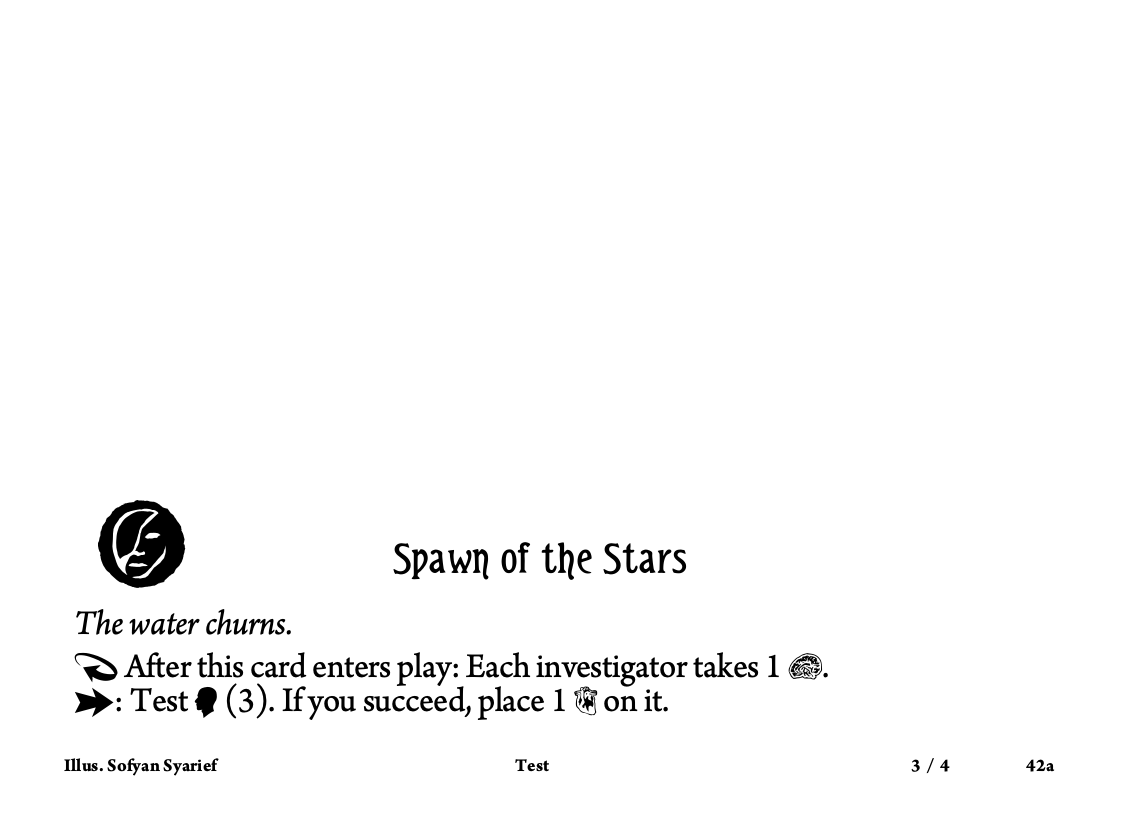 Spawn of the Stars
The water churns.
After this card enters play: Each investigator takes 1 .
: Test (3). If you succeed, place 1 on it.
Illus. Sofyan Syarief Test 3 / 4 42a